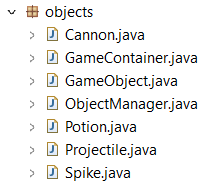 objects
Cannon.java
GameContainer.java
GameObject.java
ObjectManager.java
Potion.java
Projectile.java
Spike.java